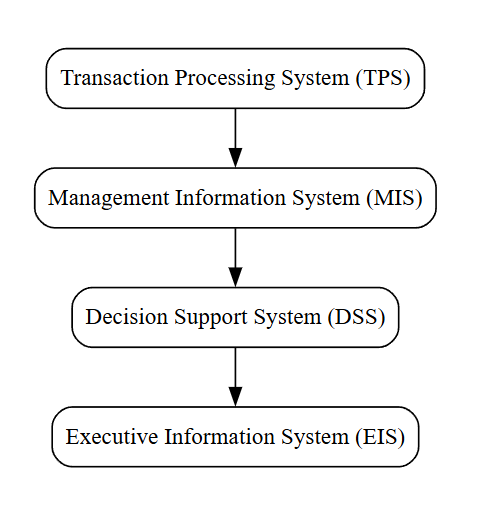 Transaction Processing System (TPS)
Management Information System (MIS)
Decision Support System (DSS)
Executive Information System (EIS)